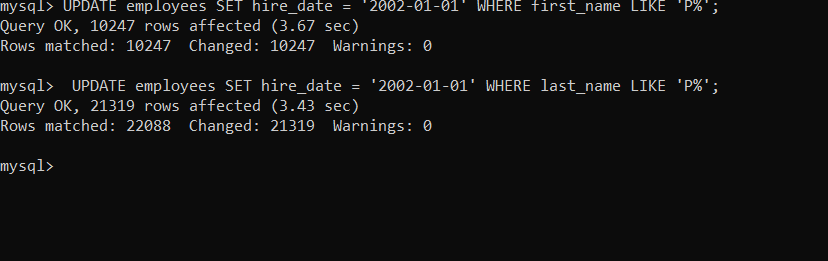 mysql> UPDATE employees SET hire_date = '2002-01-01' WHERE first_name LIKE 'P%';
Query OK, 10247 rows affected (3.67 sec)
Rows matched: 10247  Changed: 10247  Warnings: 0

mysql>  UPDATE employees SET hire_date = '2002-01-01' WHERE last_name LIKE 'P%';
Query OK, 21319 rows affected (3.43 sec)
Rows matched: 22088  Changed: 21319  Warnings: 0

mysql>